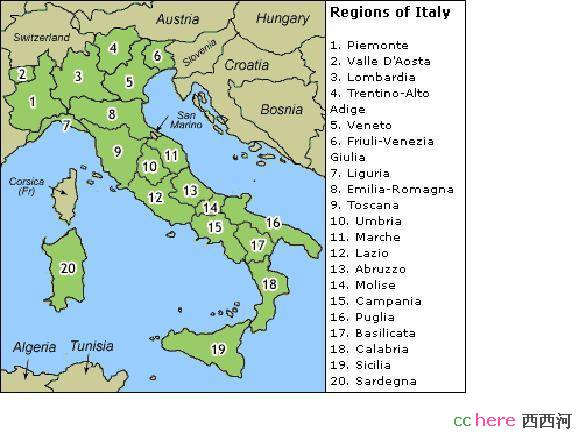 Austria
Hungary
Switzerland
Slovenia
Croatia
Bosnia
San
Marino
Corsica
(Fr)
Algeria
Tunisia
1
2
3
4
5
6
7
8
9
10
11
12
13
14
15
16
17
18
19
20
Regions of Italy
1. Piemonte
2. Valle D'Aosta
3. Lombardia
4. Trentino-Alto
Adige
5. Veneto
6. Friuli-Venezia
Giulia
7. Liguria
8. Emilia-Romagna
9. Toscana
10. Umbria
11. Marche
12. Lazio
13. Abruzzo
14. Molise
15. Campania
16. Puglia
17. Basilicata
18. Calabria
19. Sicilia
20. Sardegna
cchere 西西河